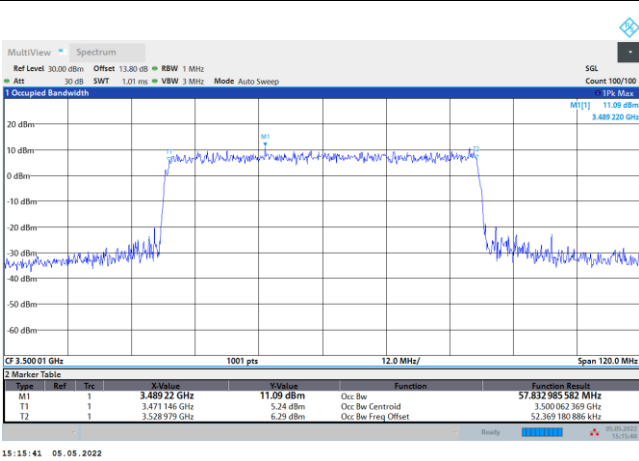 MultiView Spectrum
Ref Level 30.00 dBm Offset 13.80 dB RBW 1 MHz SGL
Att 30 dB SWT 1.01 ms VBW 3 MHz Mode Auto Sweep Count 100/100
1 Occupied Bandwidth 1Pk Max
M1[1] 11.09 dBm
3.489 220 GHz
20 dBm
M1
10 dBm
T1 T2
0 dBm
-10 dBm
-20 dBm
-30 dBm
-40 dBm
-50 dBm
-60 dBm
CF 3.500 01 GHz 1001 pts 12.0 MHz/ Span 120.0 MHz
2 Marker Table
Type Ref Trc X-Value Y-Value Function Function Result
M1 1 3.489 22 GHz 11.09 dBm Occ Bw 57.832 985 582 MHz
T1 1 3.471 146 GHz 5.24 dBm Occ Bw Centroid 3.500 062 369 GHz
T2 1 3.528 979 GHz 6.29 dBm Occ Bw Freq Offset 52.369 180 886 kHz
Ready 05.05.2022
15:15:40
15:15:41 05.05.2022